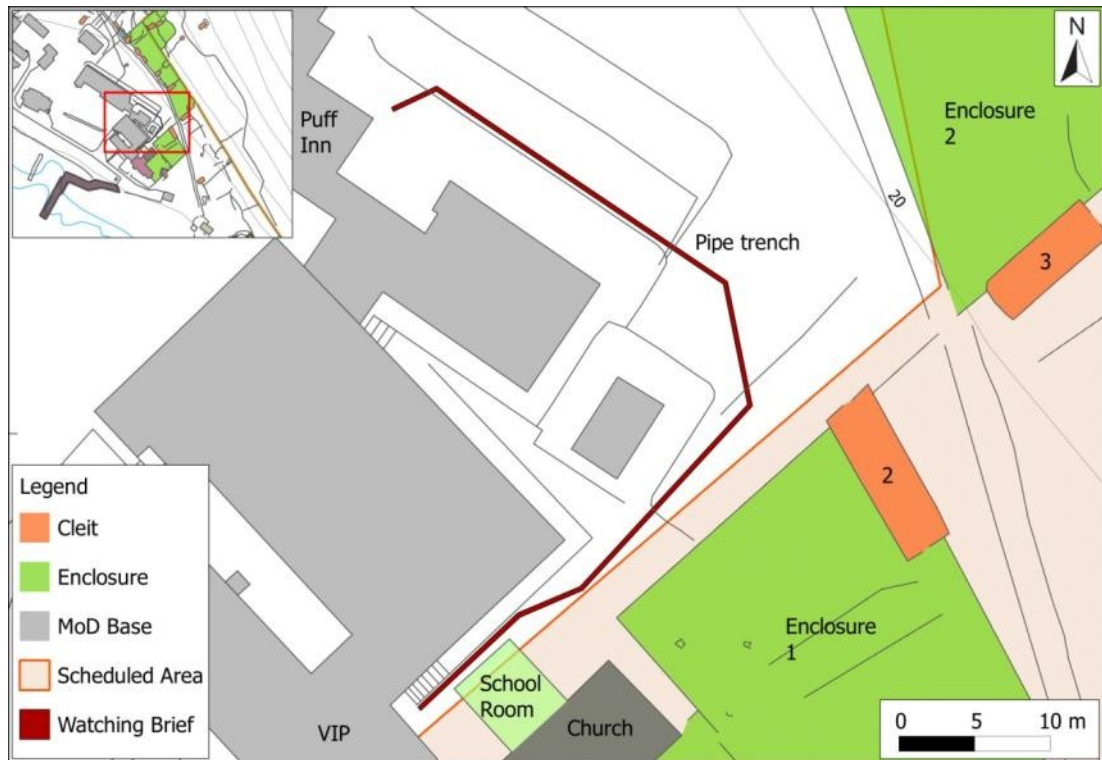 N
Puff
Inn
Enclosure
2
20
Pipe trench
3
2
Legend
Cleit
Enclosure
MoD Base
Scheduled Area
Watching Brief
Enclosure
1
School
Room
Church
VIP
0 5 10 m